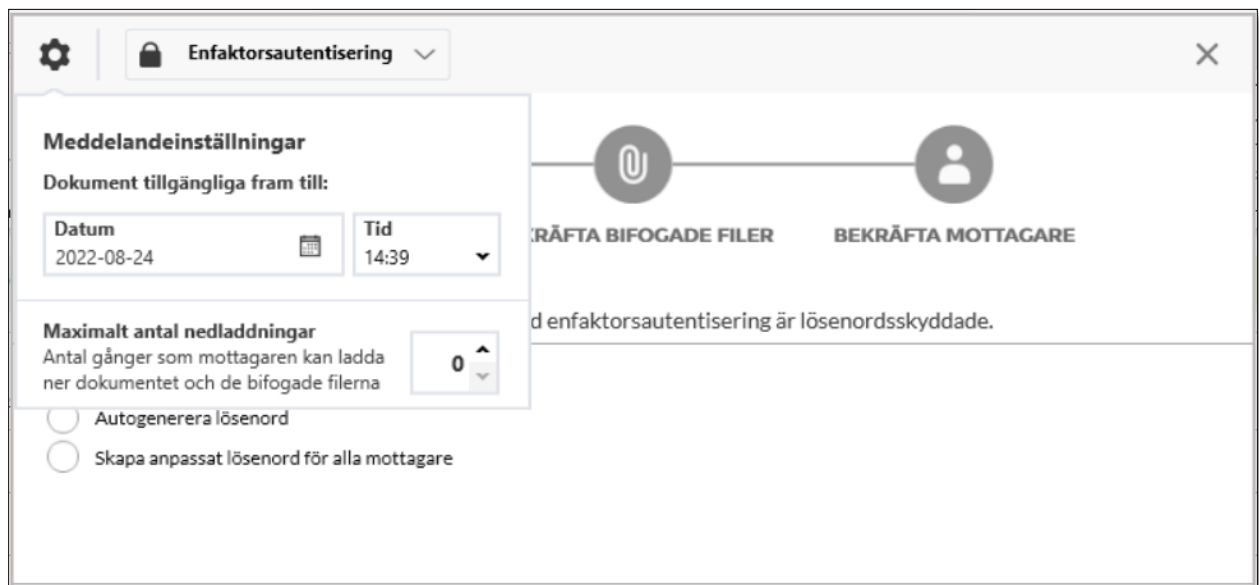 Enfaktorsautentisering
Meddelandeinställningar
Dokument tillgängliga fram till:
Datum
2022-08-24
Tid
14:39
BIFOGADE FILER
BEKRÄFTA MOTTAGARE
enfaktorsautentisering är lösenordsskyddade.
Maximalt antal nedladdningar
Antal gånger som mottagaren kan ladda
ner dokumentet och de bifogade filerna
0
Autogenerera lösenord
Skapa anpassat lösenord för alla mottagare